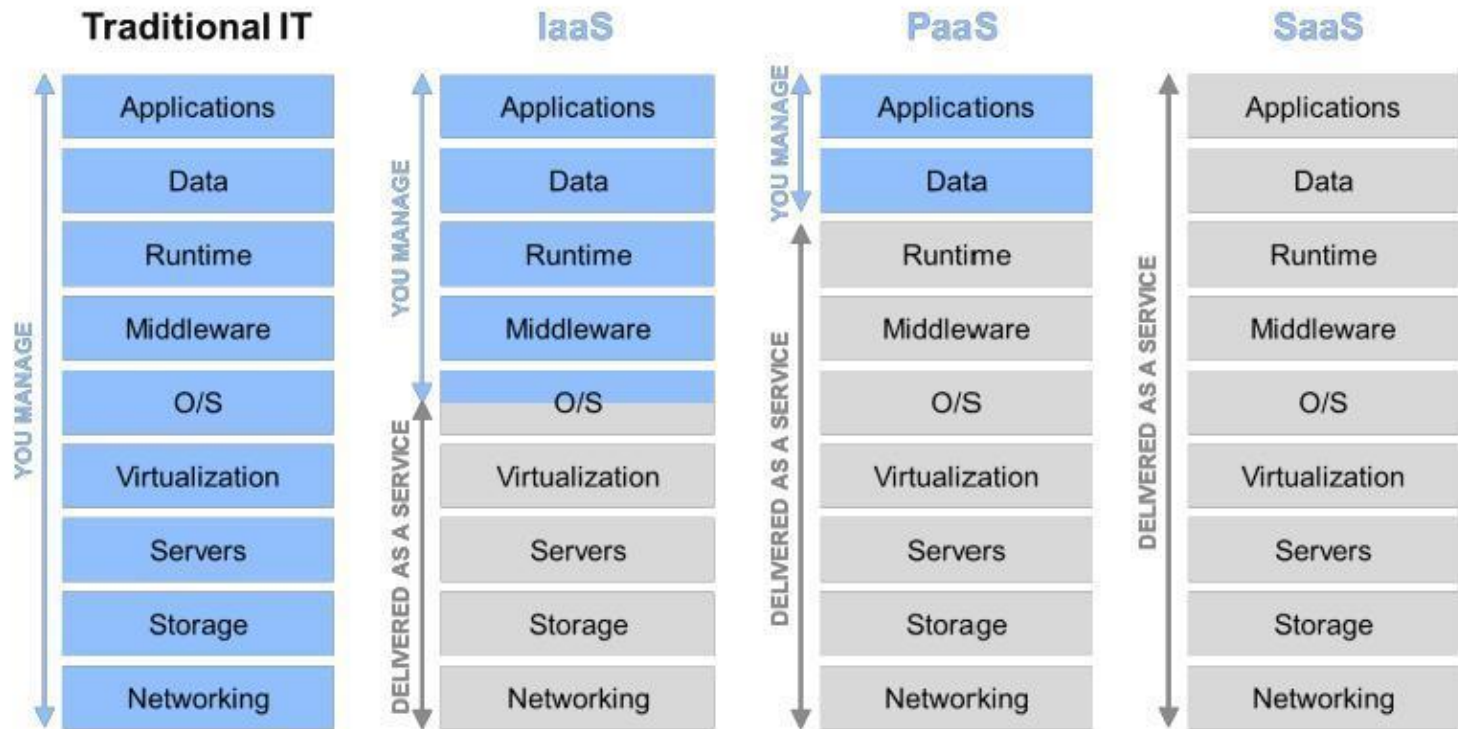 Traditional IT
YOU MANAGE
Applications
Data
Runtime
Middleware
O/S
Virtualization
Servers
Storage
Networking
IaaS
YOU MANAGE
DELIVERED AS A SERVICE
Applications
Data
Runtime
Middleware
O/S
Virtualization
Servers
Storage
Networking
PaaS
YOU MANAGE
DELIVERED AS A SERVICE
Applications
Data
Runtime
Middleware
O/S
Virtualization
Servers
Storage
Networking
SaaS
DELIVERED AS A SERVICE
Applications
Data
Runtime
Middleware
O/S
Virtualization
Servers
Storage
Networking